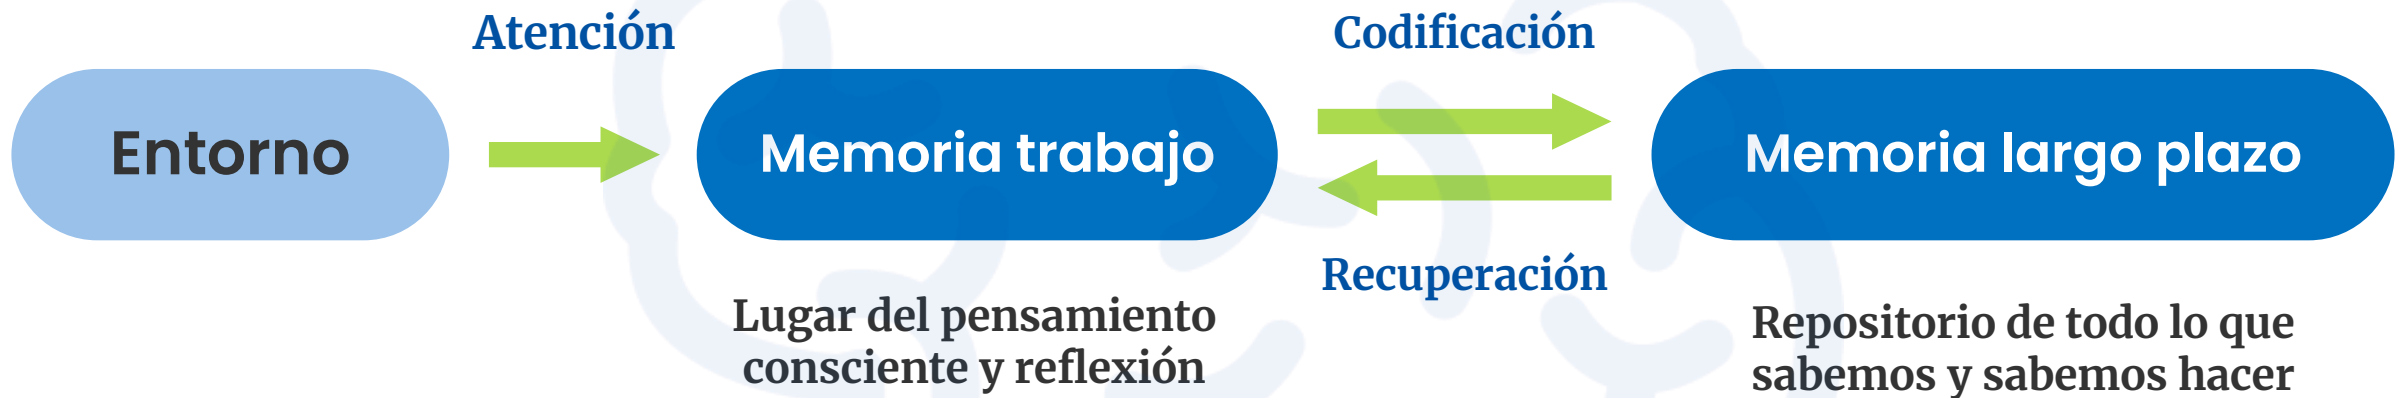 Atención
Codificación
Entorno
Memoria trabajo
Memoria largo plazo
Recuperación
Lugar del pensamiento
consciente y reflexión
Repositorio de todo lo que
sabemos y sabemos hacer